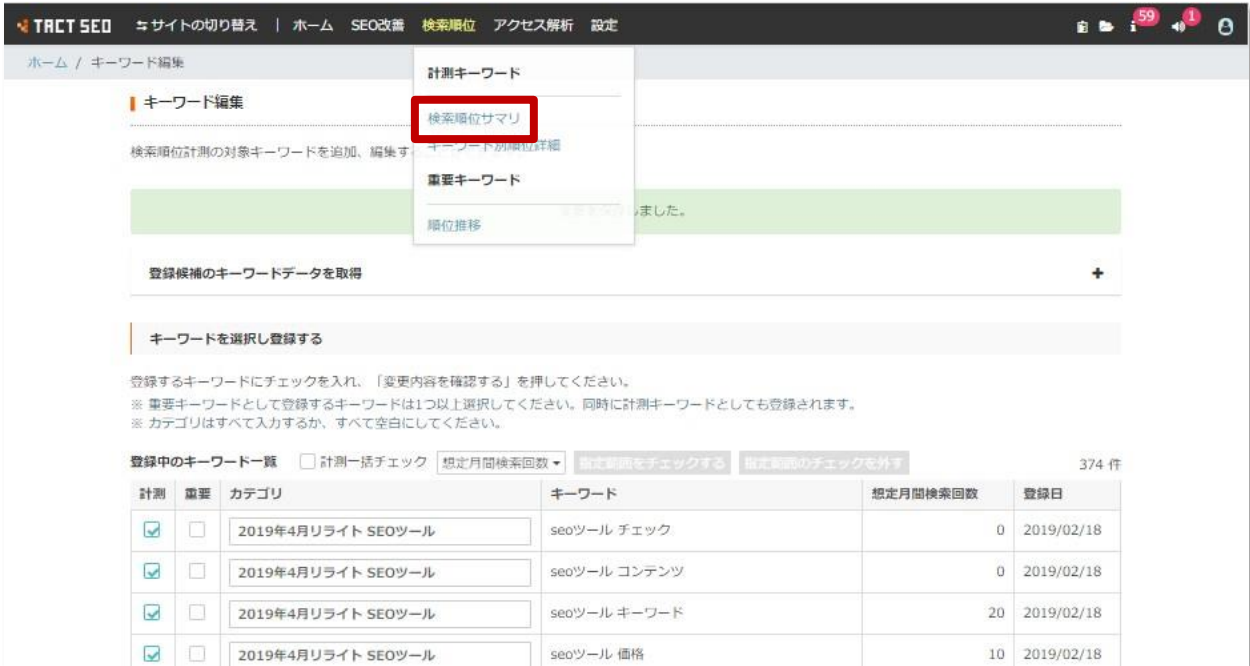 TACT SEO ⇆サイトの切り替え | ホーム SEO改善 検索順位 アクセス解析 設定 59 1
ホーム / キーワード編集
計測キーワード
キーワード編集
検索順位サマリ
検索順位計測の対象キーワードを追加、編集す
キーワード別順位詳細
重要キーワード
しました。
順位推移
登録候補のキーワードデータを取得 +
キーワードを選択し登録する
登録するキーワードにチェックを入れ、「変更内容を確認する」を押してください。
※ 重要キーワードとして登録するキーワードは1つ以上選択してください。同時に計測キーワードとしても登録されます。
※ カテゴリはすべて入力するか、すべて空白にしてください。
登録中のキーワード一覧 計測一括チェック 想定月間検索回数 指定範囲をチェックする 指定範囲のチェックを外す 374 件
計測 重要 カテゴリ キーワード 想定月間検索回数 登録日
2019年4月リライト SEOツール seoツール チェック 0 2019/02/18
2019年4月リライト SEOツール seoツール コンテンツ 0 2019/02/18
2019年4月リライト SEOツール seoツール キーワード 20 2019/02/18
2019年4月リライト SEOツール seoツール 価格 10 2019/02/18